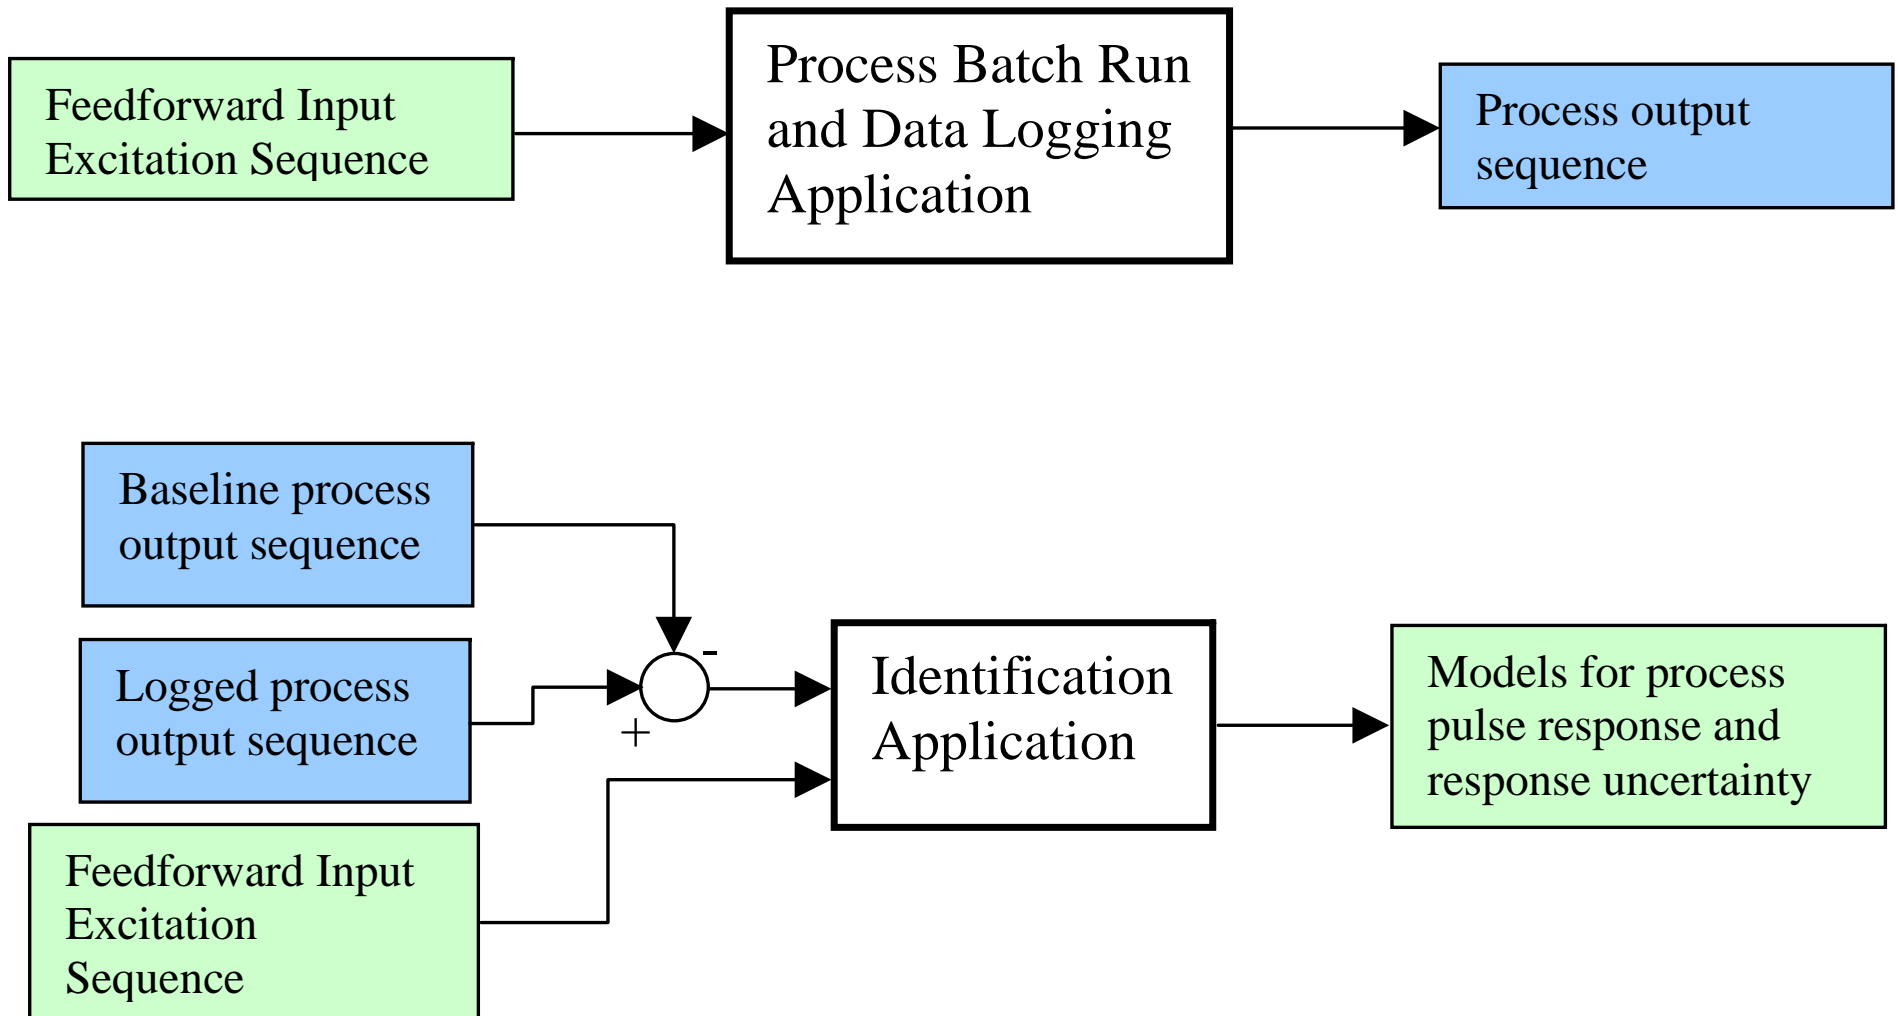 Feedforward Input
Excitation Sequence
Process Batch Run
and Data Logging
Application
Process output
sequence
Baseline process
output sequence
Logged process
output sequence
-
+
Feedforward Input
Excitation
Sequence
Identification
Application
Models for process
pulse response and
response uncertainty